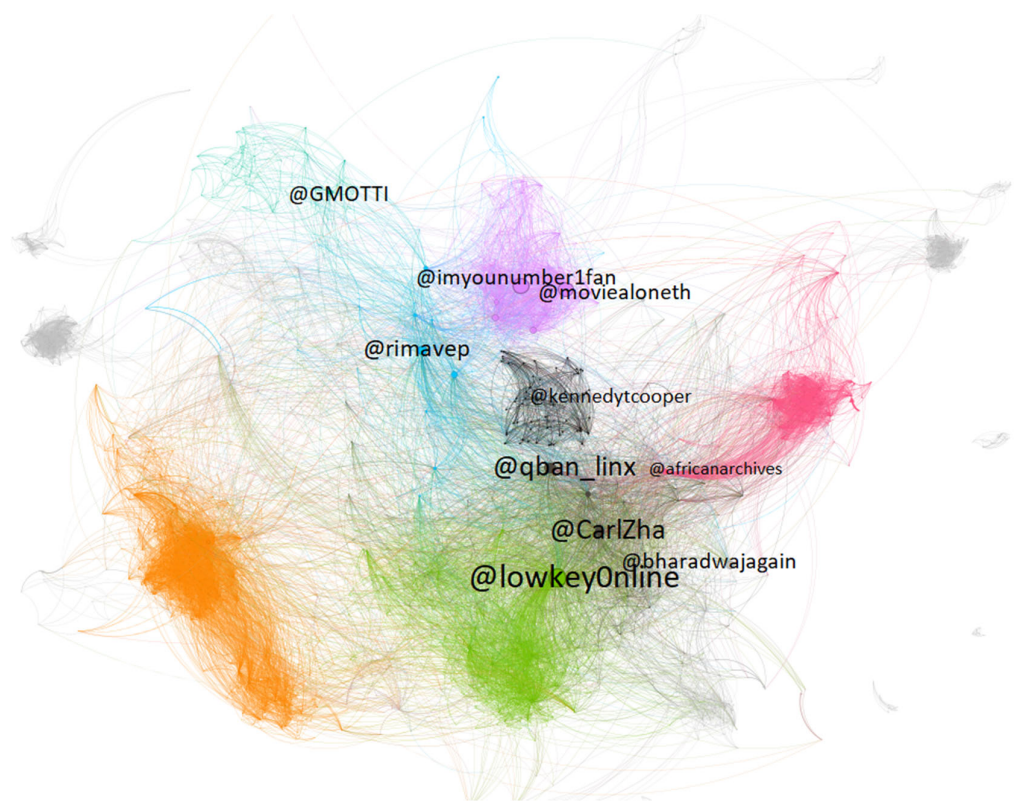 @GMOTTI
@imyounumber1fan
@moviealoneth
@rimavep
@kennedytcooper
@qban_linx
@africanarchives
@CarlZha
@bharadwajagain
@lowkey0nline